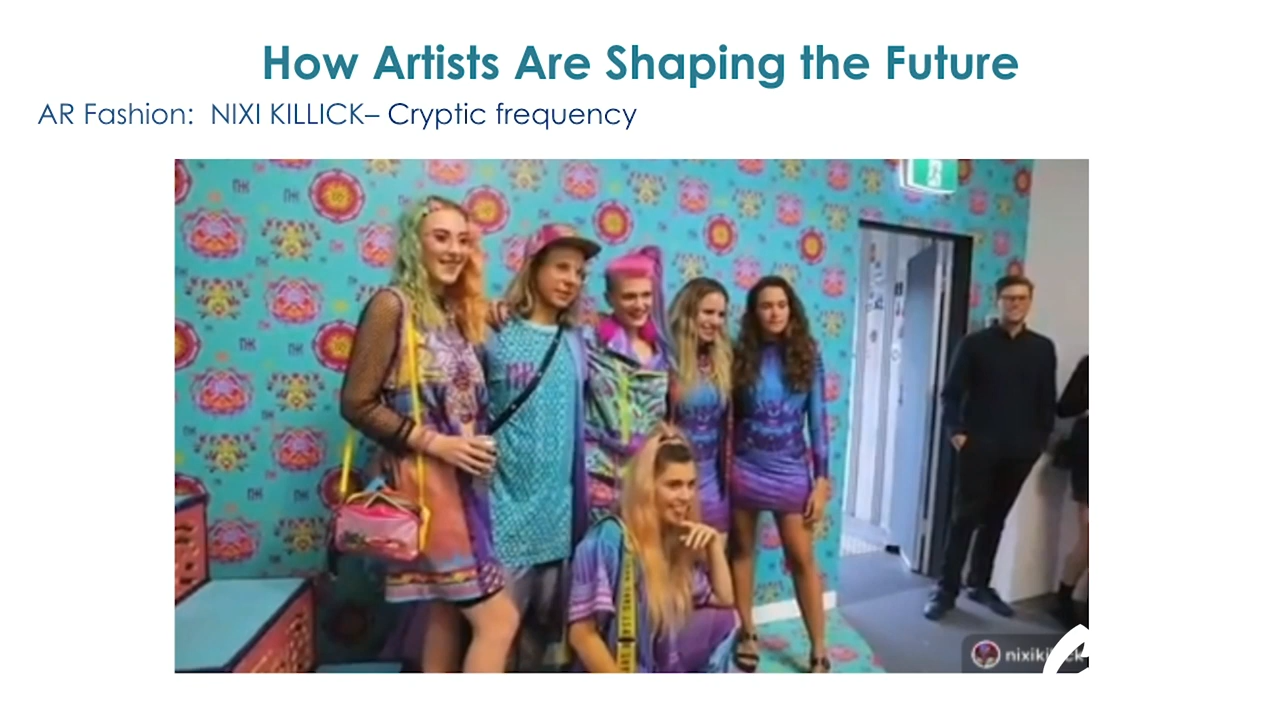 How Artists Are Shaping the Future
AR Fashion:  NIXI KILLICK– Cryptic frequency